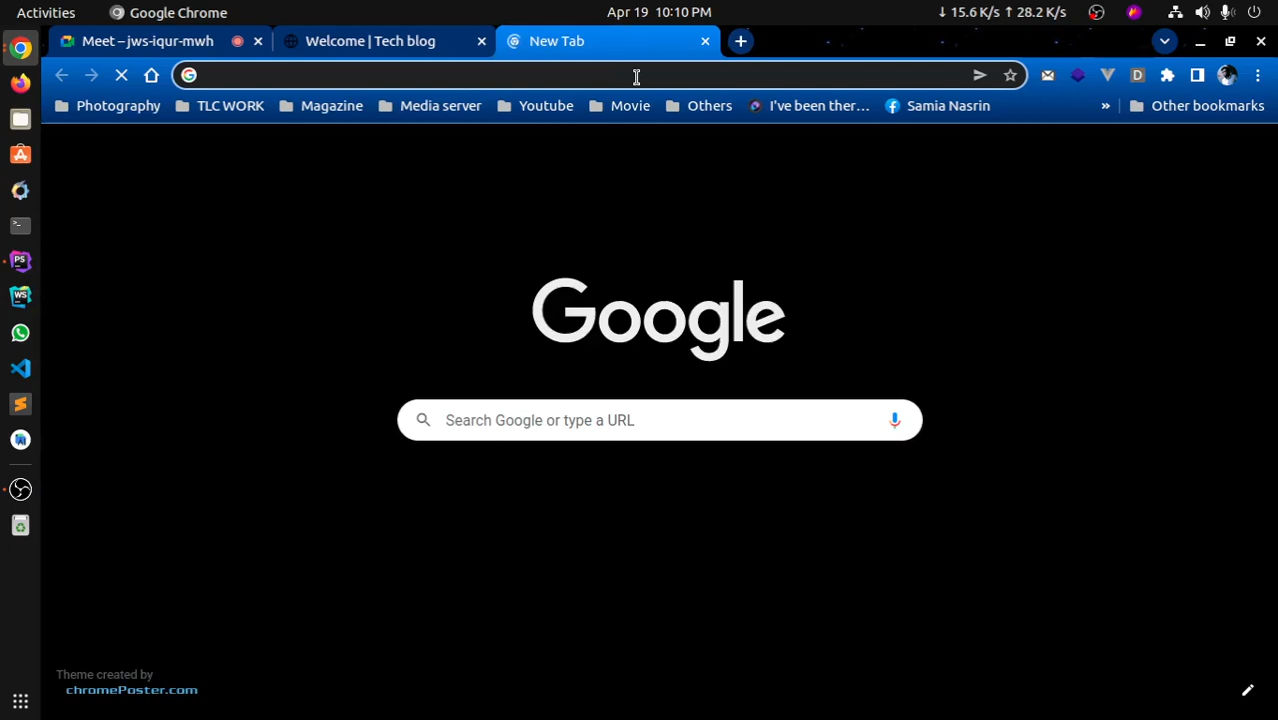 Activities Google Chrome Apr 19 10:10 PM ↓ 15.6 K/s ↑ 28.2 K/s
Meet – jws-iqur-mwh Welcome | Tech blog New Tab
Photography TLC WORK Magazine Media server Youtube Movie Others I've been ther... Samia Nasrin » Other bookmarks
Google
Search Google or type a URL
Theme created by
chromePoster.com